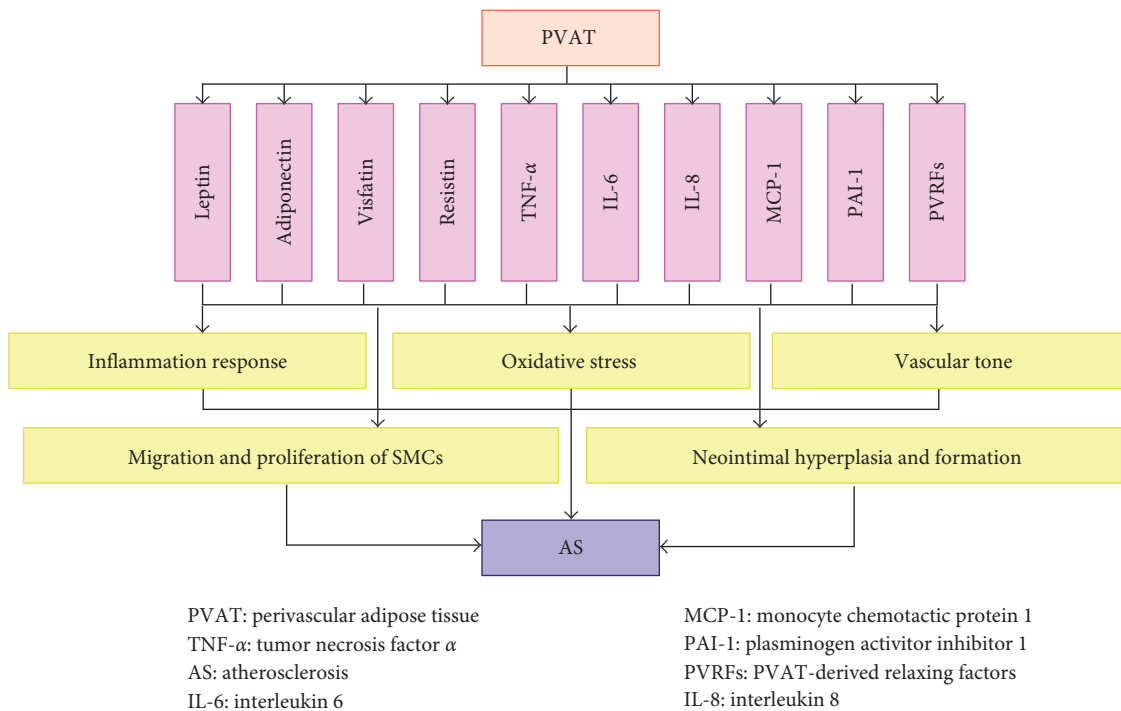 PVAT
Leptin
Adiponectin
Visfatin
Resistin
TNF-α
IL-6
IL-8
MCP-1
PAI-1
PVRFs
Inflammation response
Oxidative stress
Vascular tone
Migration and proliferation of SMCs
Neointimal hyperplasia and formation
AS
PVAT: perivascular adipose tissue
TNF-α: tumor necrosis factor α
AS: atherosclerosis
IL-6: interleukin 6
MCP-1: monocyte chemotactic protein 1
PAI-1: plasminogen activitor inhibitor 1
PVRFs: PVAT-derived relaxing factors
IL-8: interleukin 8